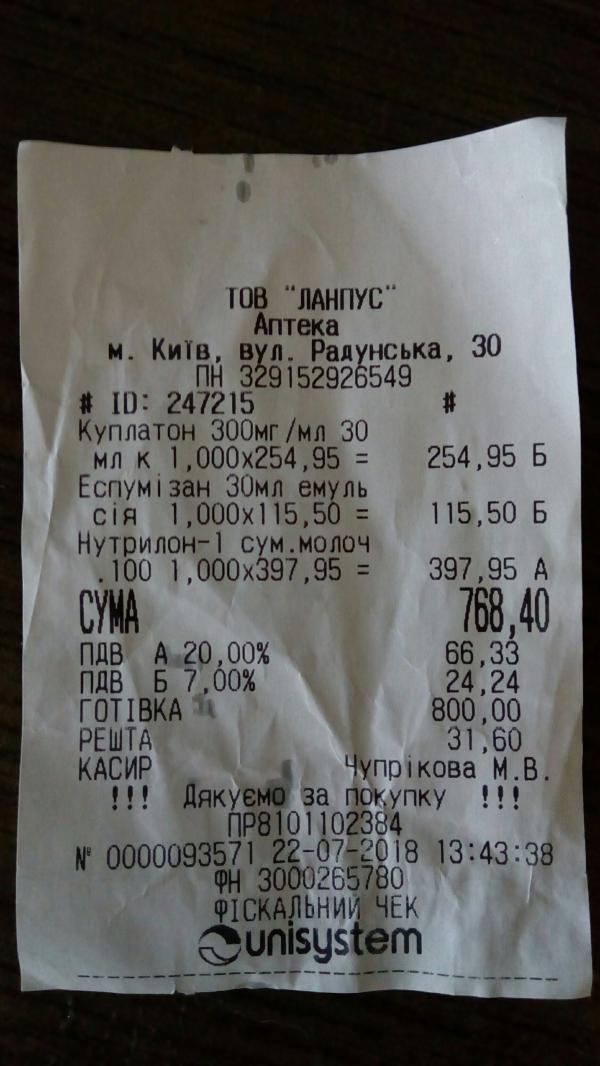 ТОВ "ЛАНПУС"
Аптека
м. Київ, вул. Радунська, 30
ПН 329152926549
# ID: 247215 #
Куплатон 300мг/мл 30
мл к 1,000х254,95 = 254,95 Б
Еспумізан 30мл емуль
сія 1,000х115,50 = 115,50 Б
Нутрилон-1 сум.молоч
.100 1,000х397,95 = 397,95 А
СУМА 768,40
ПДВ А 20,00% 66,33
ПДВ Б 7,00% 24,24
ГОТІВКА 800,00
РЕШТА 31,60
КАСИР Чупрікова М.В.
!!! Дякуємо за покупку !!!
ПР8101102384
№ 0000093571 22-07-2018 13:43:38
ФН 3000265780
ФІСКАЛЬНИЙ ЧЕК
unisystem